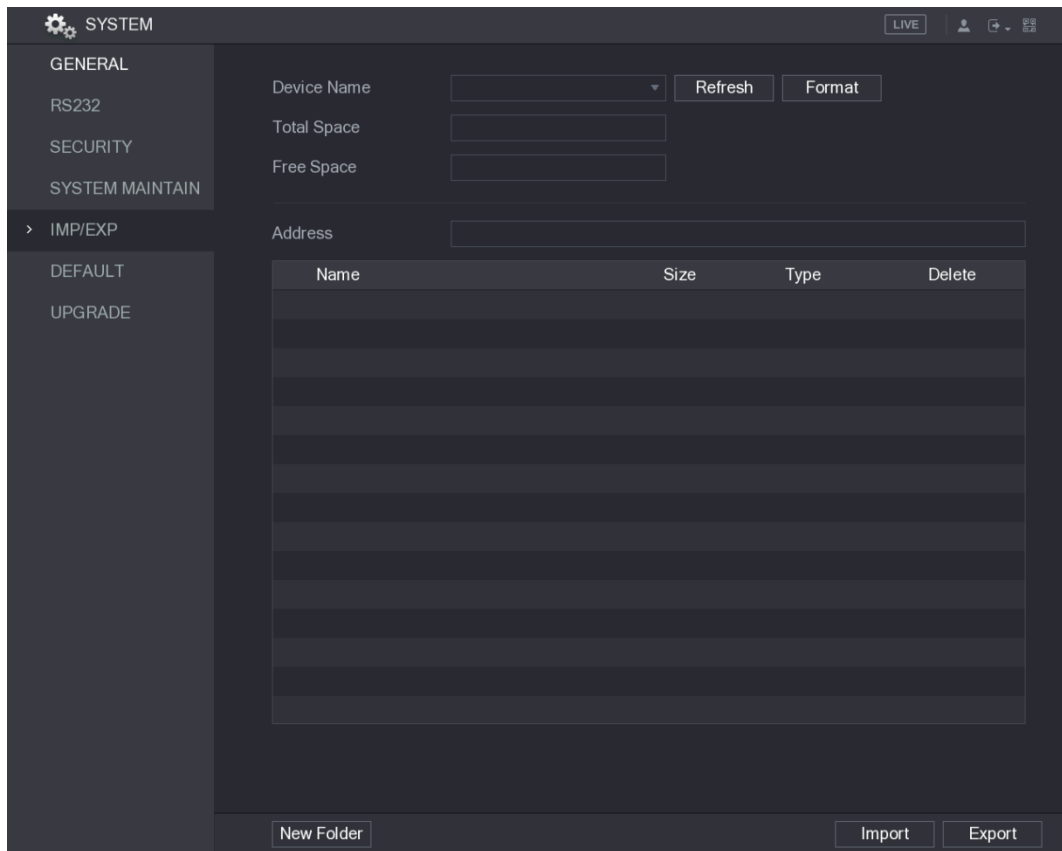 SYSTEM
LIVE
GENERAL
RS232
SECURITY
SYSTEM MAINTAIN
IMP/EXP
DEFAULT
UPGRADE
Device Name
Refresh
Format
Total Space
Free Space
Address
Name Size Type Delete
New Folder
Import
Export